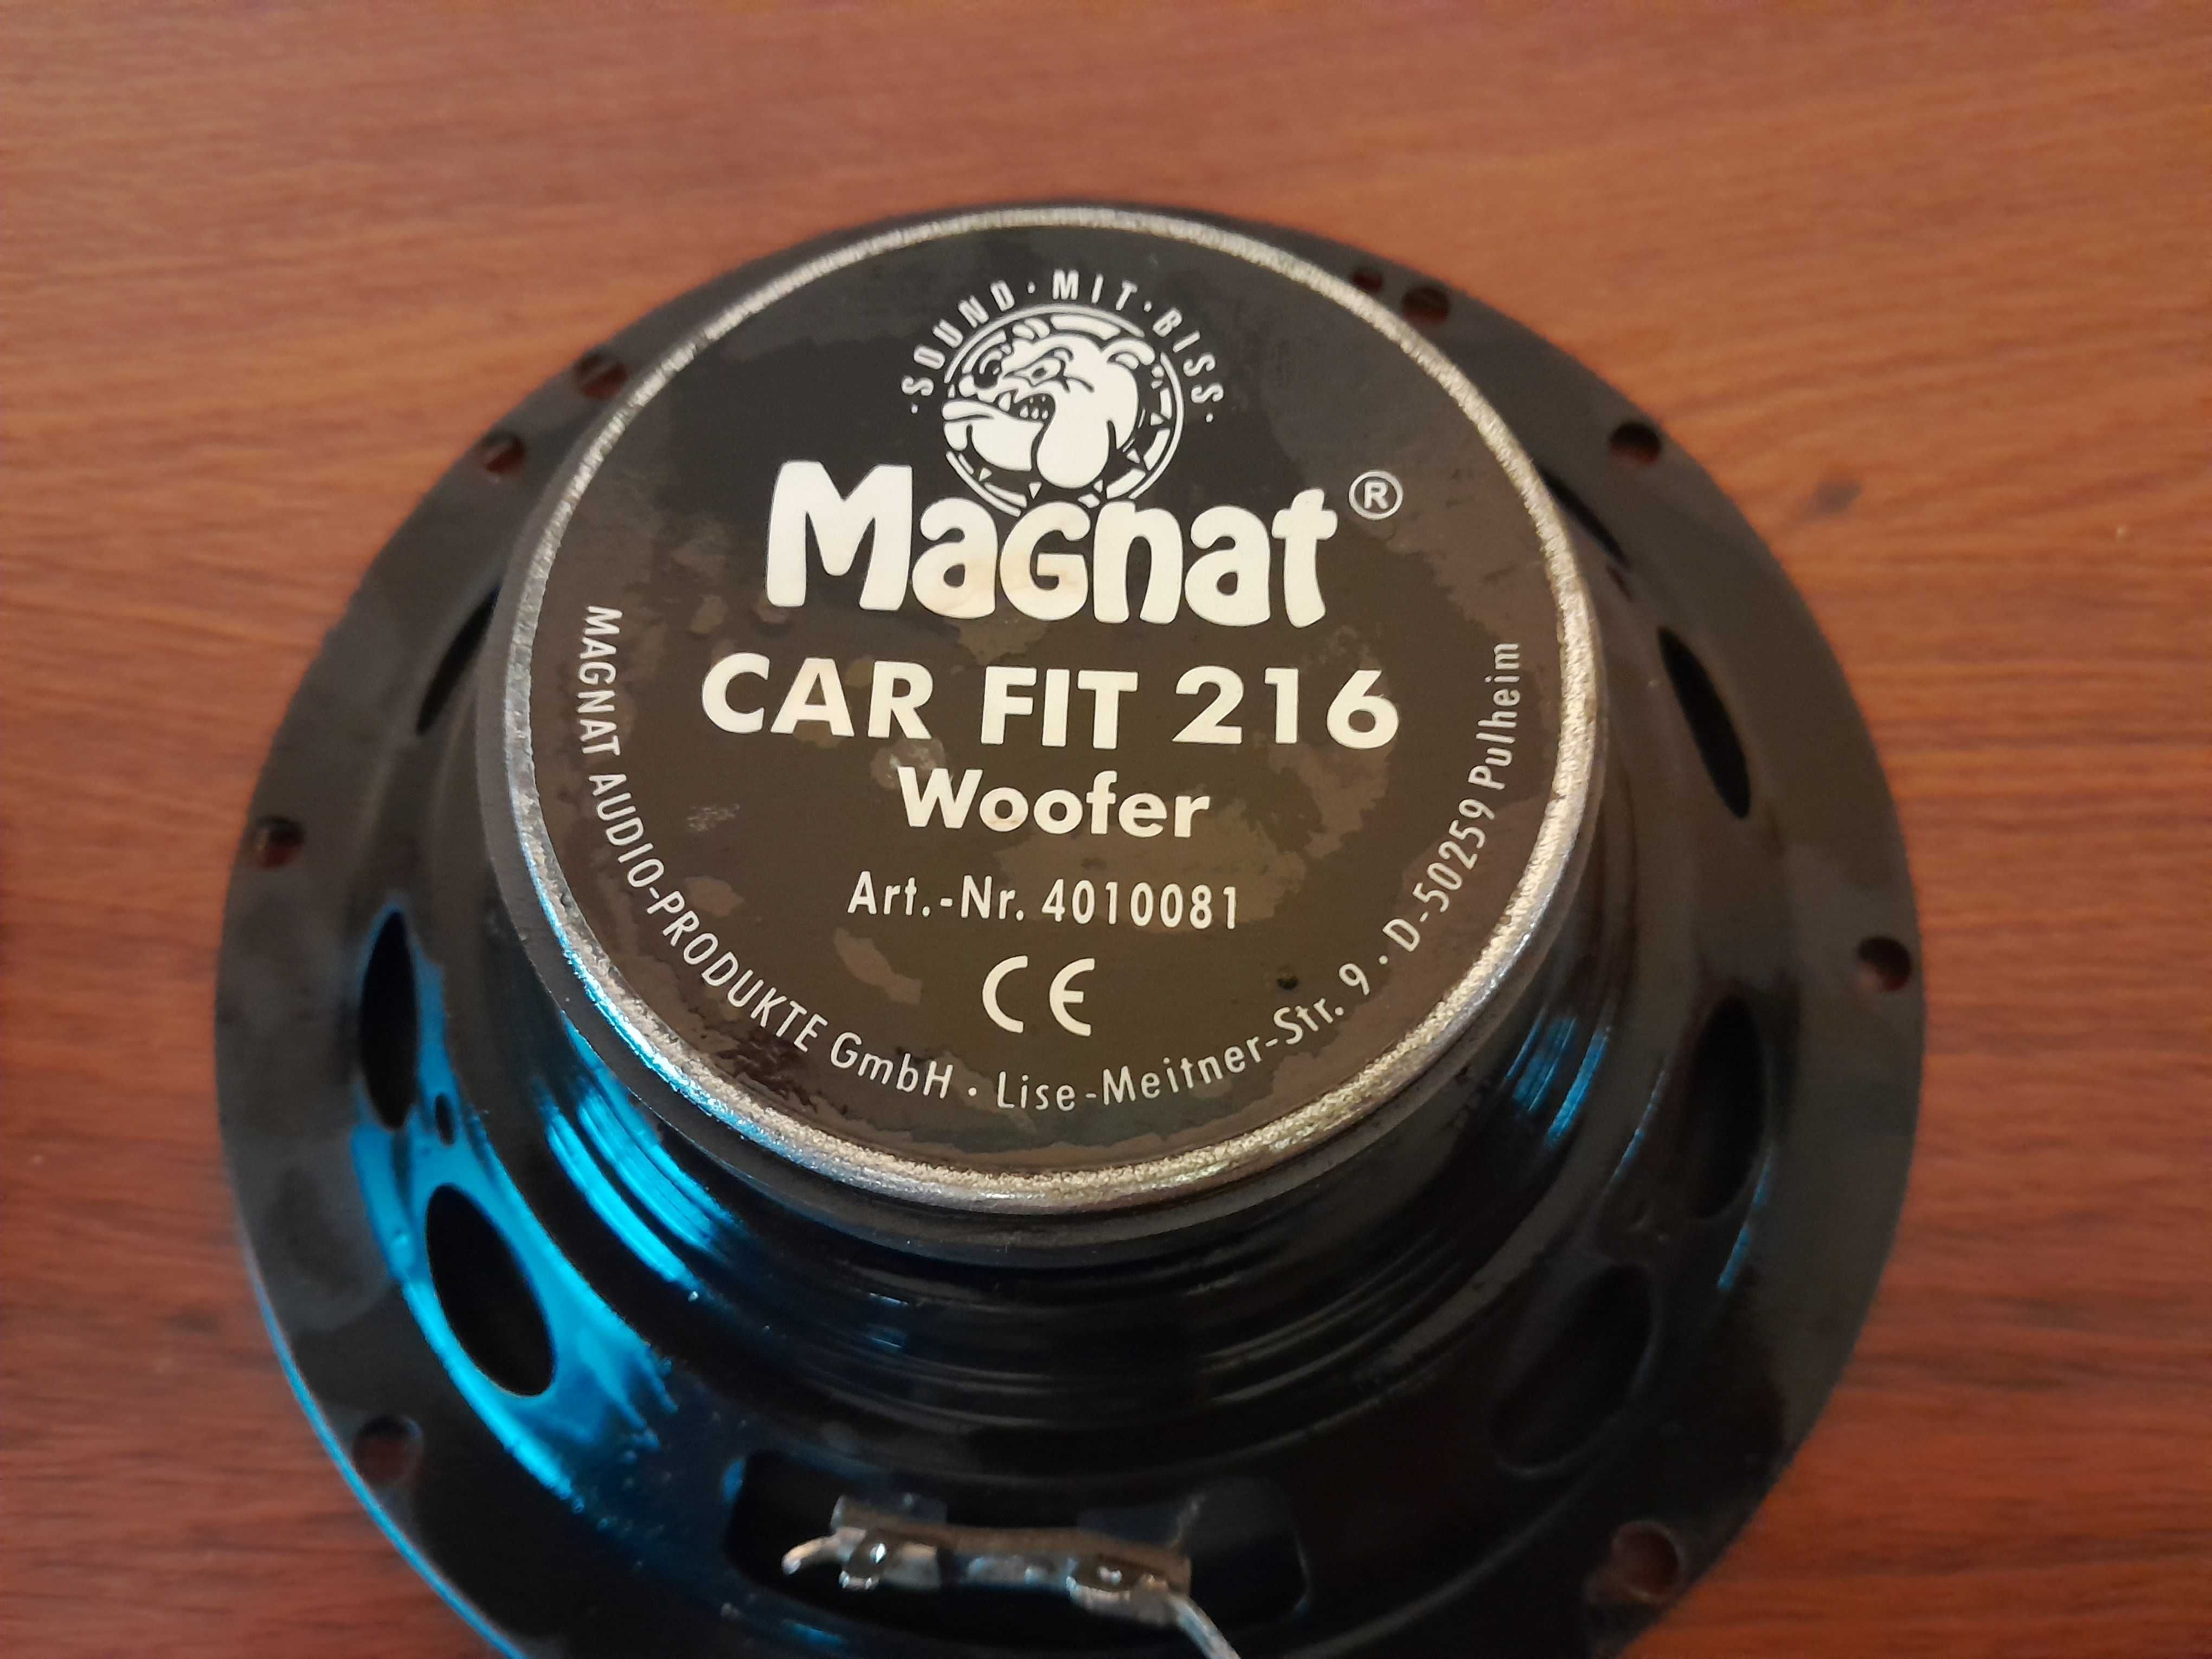 ·SOUND·MIT·BISS·
Magnat®
CAR FIT 216
Woofer
Art.-Nr. 4010081
CE
MAGNAT AUDIO-PRODUKTE GmbH · Lise-Meitner-Str. 9 · D-50259 Pulheim